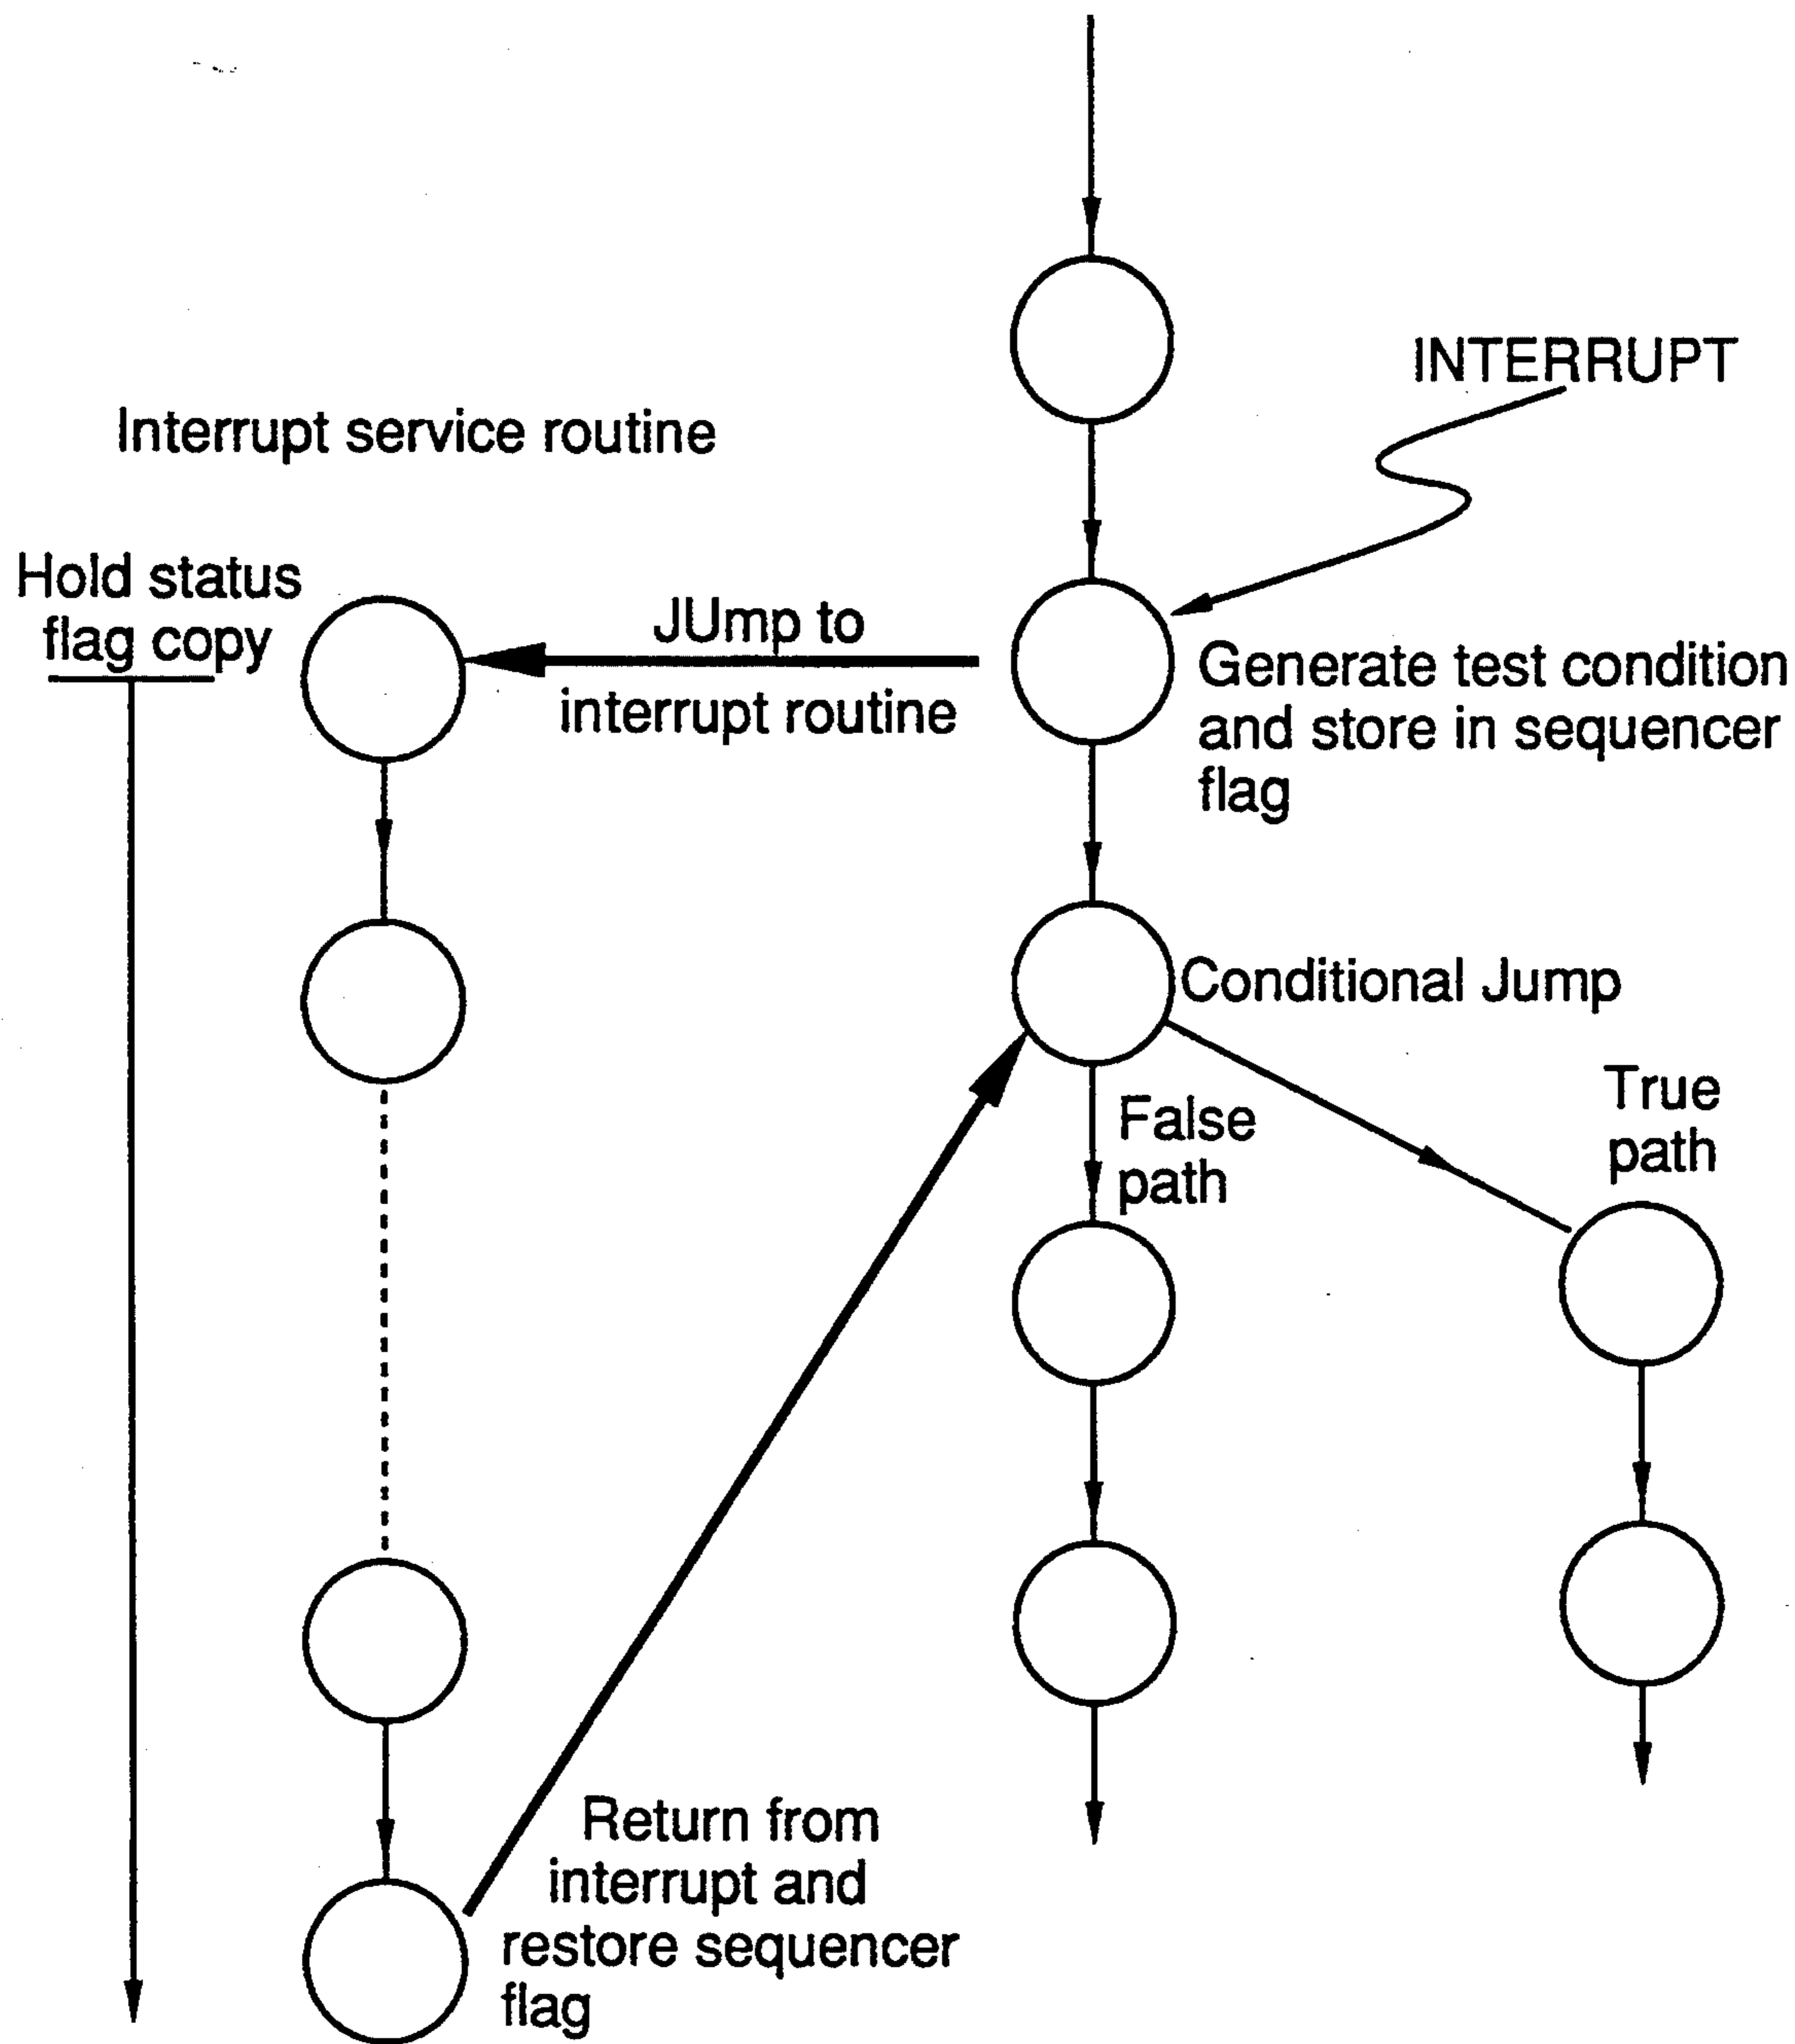 INTERRUPT
Interrupt service routine
Hold status
flag copy
JUmp to
interrupt routine
Generate test condition
and store in sequencer
flag
Conditional Jump
False
path
True
path
Return from
interrupt and
restore sequencer
flag